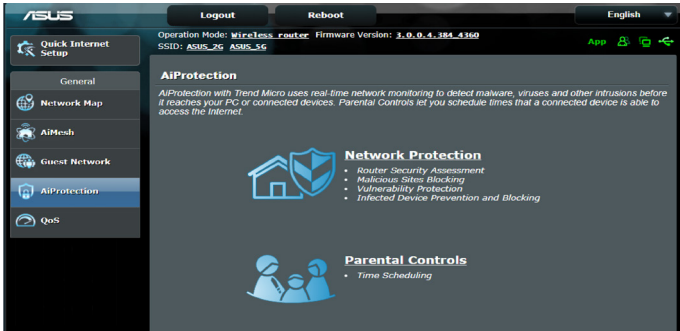 ASUS
Logout
Reboot
English
Quick Internet
Setup
Operation Mode: Wireless router Firmware Version: 3.0.0.4.384_4360
SSID: ASUS_2G ASUS_5G
App
General
Network Map
AiMesh
Guest Network
AiProtection
QoS
AiProtection
AiProtection with Trend Micro uses real-time network monitoring to detect malware, viruses and other intrusions before
it reaches your PC or connected devices. Parental Controls let you schedule times that a connected device is able to
access the Internet.
Network Protection
• Router Security Assessment
• Malicious Sites Blocking
• Vulnerability Protection
• Infected Device Prevention and Blocking
Parental Controls
• Time Scheduling